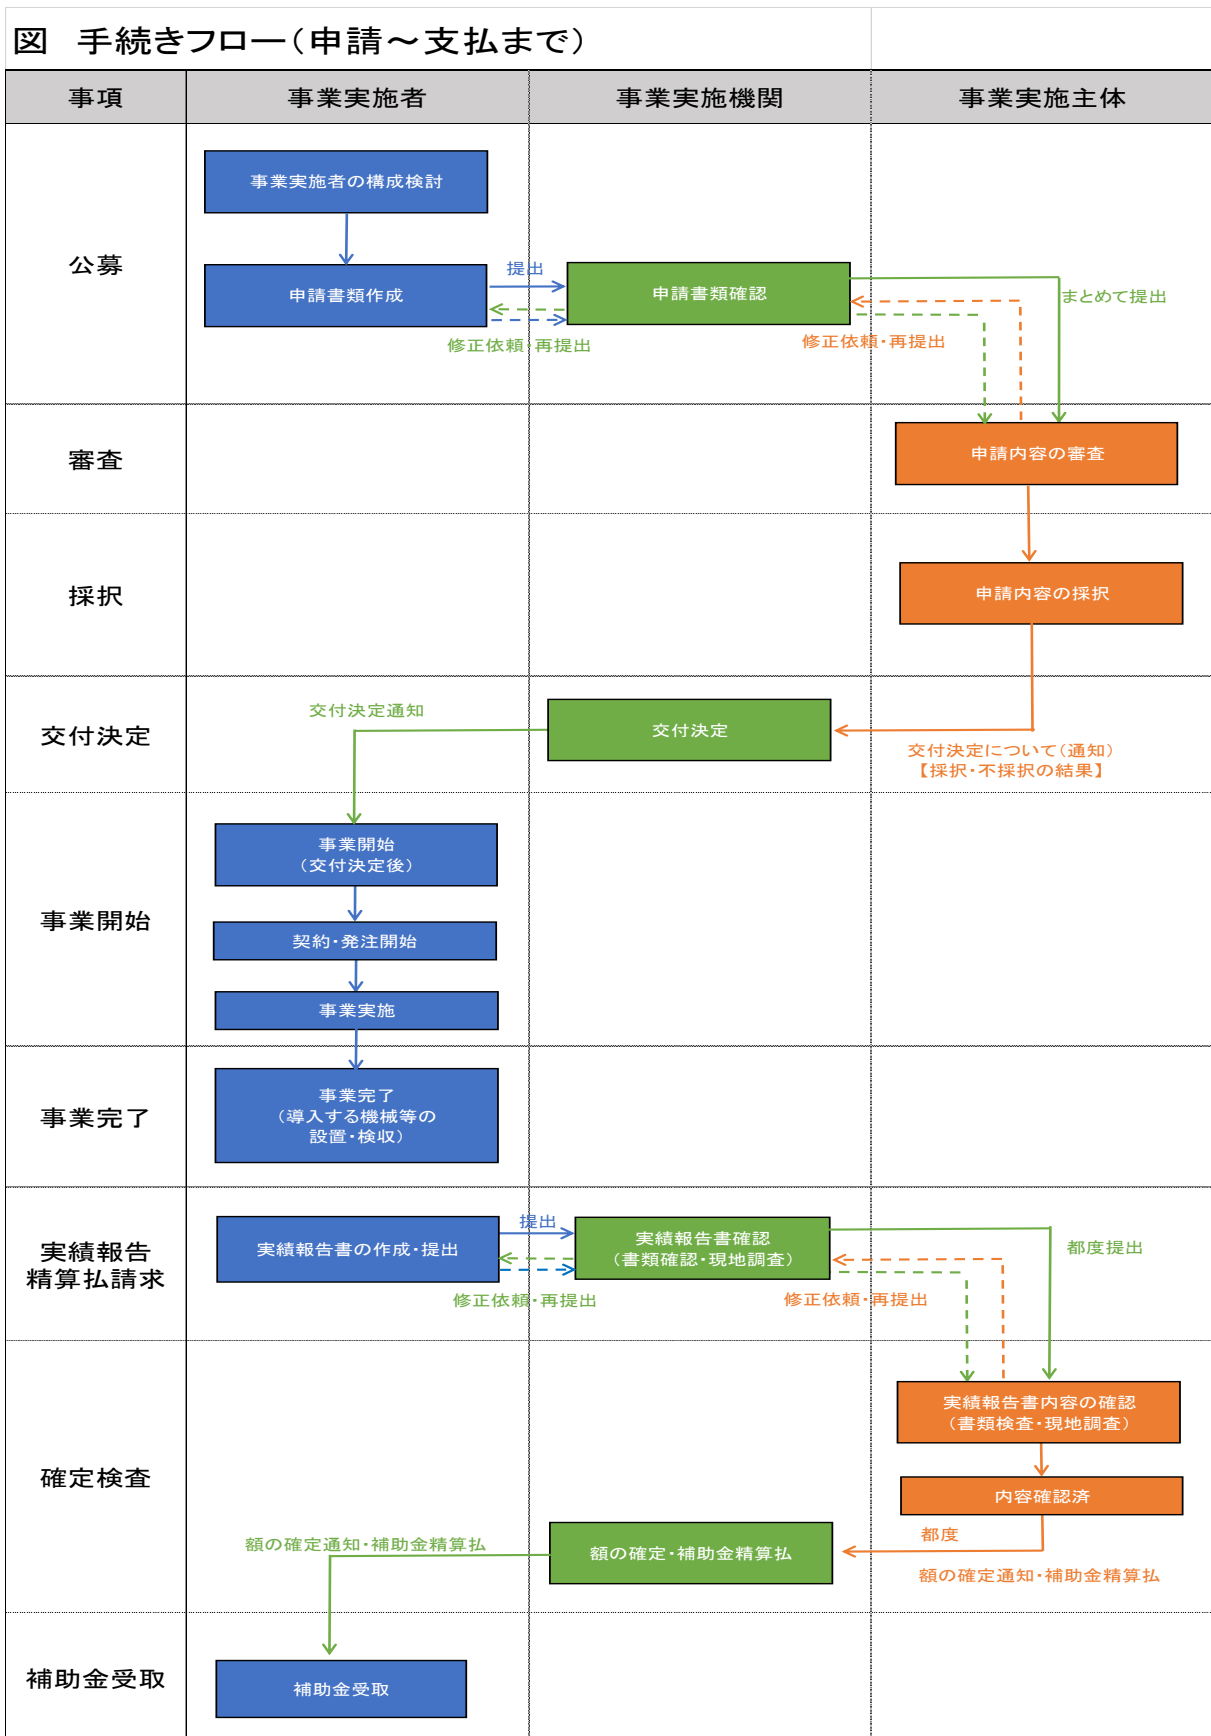 図　手続きフロー（申請～支払まで）
事項
事業実施者
事業実施機関
事業実施主体
公募
事業実施者の構成検討
申請書類作成
提出
申請書類確認
まとめて提出
修正依頼・再提出
修正依頼・再提出
審査
申請内容の審査
採択
申請内容の採択
交付決定
交付決定通知
交付決定
交付決定について（通知）
【採択・不採択の結果】
事業開始
事業開始
（交付決定後）
契約・発注開始
事業実施
事業完了
事業完了
（導入する機械等の
設置・検収）
実績報告
精算払請求
実績報告書の作成・提出
提出
実績報告書確認
（書類確認・現地調査）
都度提出
修正依頼・再提出
修正依頼・再提出
確定検査
実績報告書内容の確認
（書類検査・現地調査）
内容確認済
都度
額の確定通知・補助金精算払
額の確定・補助金精算払
額の確定通知・補助金精算払
補助金受取
補助金受取